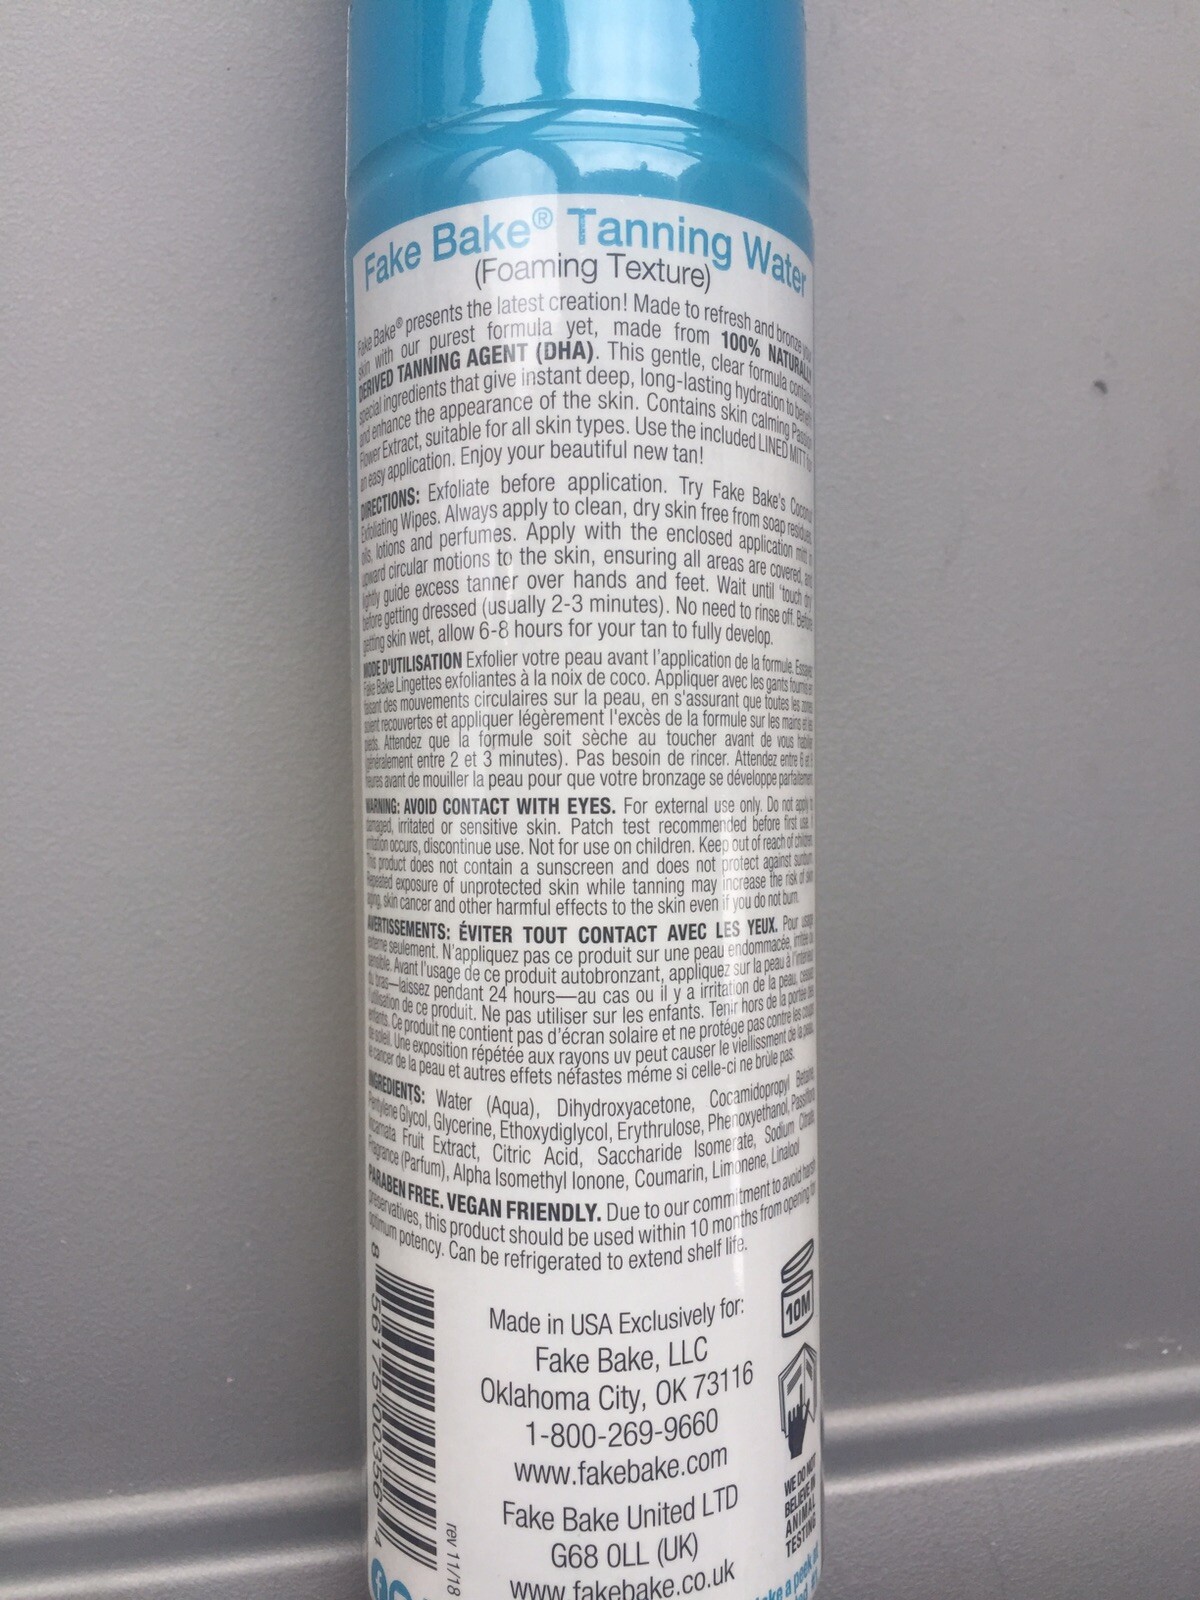 Fake Bake® Tanning Water
(Foaming Texture)
Fake Bake® presents the latest creation! Made to refresh and bronze
skin with our purest formula yet, made from 100% NATURALLY
DERIVED TANNING AGENT (DHA). This gentle, clear formula
special ingredients that give instant deep, long-lasting hydration to
and enhance the appearance of the skin. Contains skin calming Passion
Flower Extract, suitable for all skin types. Use the included LINED MITT
an easy application. Enjoy your beautiful new tan!
DIRECTIONS: Exfoliate before application. Try Fake Bake's
Exfoliating Wipes. Always apply to clean, dry skin free from soap
oils, lotions and perfumes. Apply with the enclosed application mitt
upward circular motions to the skin, ensuring all areas are covered, and
lightly guide excess tanner over hands and feet. Wait until 'touch dry'
before getting dressed (usually 2-3 minutes). No need to rinse off. Before
getting skin wet, allow 6-8 hours for your tan to fully develop.
MODE D'UTILISATION Exfolier votre peau avant l'application de la formule.
Fake Bake Lingettes exfoliantes à la noix de coco. Appliquer avec les gants
faisant des mouvements circulaires sur la peau, en s'assurant que toutes les
soient recouvertes et appliquer légèrement l'excès de la formule sur les mains et
pieds. Attendez que la formule soit sèche au toucher avant de vous habiller
(généralement entre 2 et 3 minutes). Pas besoin de rincer. Attendez entre 6 et
heures avant de mouiller la peau pour que votre bronzage se développe
WARNING: AVOID CONTACT WITH EYES. For external use only. Do not apply
damaged, irritated or sensitive skin. Patch test recommended before first use.
irritation occurs, discontinue use. Not for use on children. Keep out of reach of children.
This product does not contain a sunscreen and does not protect against sunburn.
Repeated exposure of unprotected skin while tanning may increase the risk of skin
aging, skin cancer and other harmful effects to the skin even if you do not burn.
AVERTISSEMENTS: ÉVITER TOUT CONTACT AVEC LES YEUX. Pour usage
externe seulement. N'appliquez pas ce produit sur une peau endommacée,
sensible. Avant l'usage de ce produit autobronzant, appliquez sur la peau à
du bras—laissez pendant 24 hours—au cas ou il y a irritation de la peau,
l'utilisation de ce produit. Ne pas utiliser sur les enfants. Tenir hors de la portée des
enfants. Ce produit ne contient pas d'écran solaire et ne protége pas contre les coups
de soleil. Une exposition répétée aux rayons uv peut causer le viellissment de la peau,
le cancer de la peau et autres effets néfastes méme si celle-ci ne brûle pas.
INGREDIENTS: Water (Aqua), Dihydroxyacetone, Cocamidopropyl Betaine,
Pentylene Glycol, Glycerine, Ethoxydiglycol, Erythrulose, Phenoxyethanol, Passiflora
Incarnata Fruit Extract, Citric Acid, Saccharide Isomerate, Sodium Citrate,
Fragrance (Parfum), Alpha Isomethyl Ionone, Coumarin, Limonene, Linalool
PARABEN FREE. VEGAN FRIENDLY. Due to our commitment to avoid harsh
preservatives, this product should be used within 10 months from opening for
optimum potency. Can be refrigerated to extend shelf life.
10M
Made in USA Exclusively for:
Fake Bake, LLC
Oklahoma City, OK 73116
1-800-269-9660
www.fakebake.com
Fake Bake United LTD
G68 0LL (UK)
www.fakebake.co.uk
WE DO NOT
BELIEVE IN
ANIMAL
TESTING
8 56175 00356 4
rev 11/18
a peek